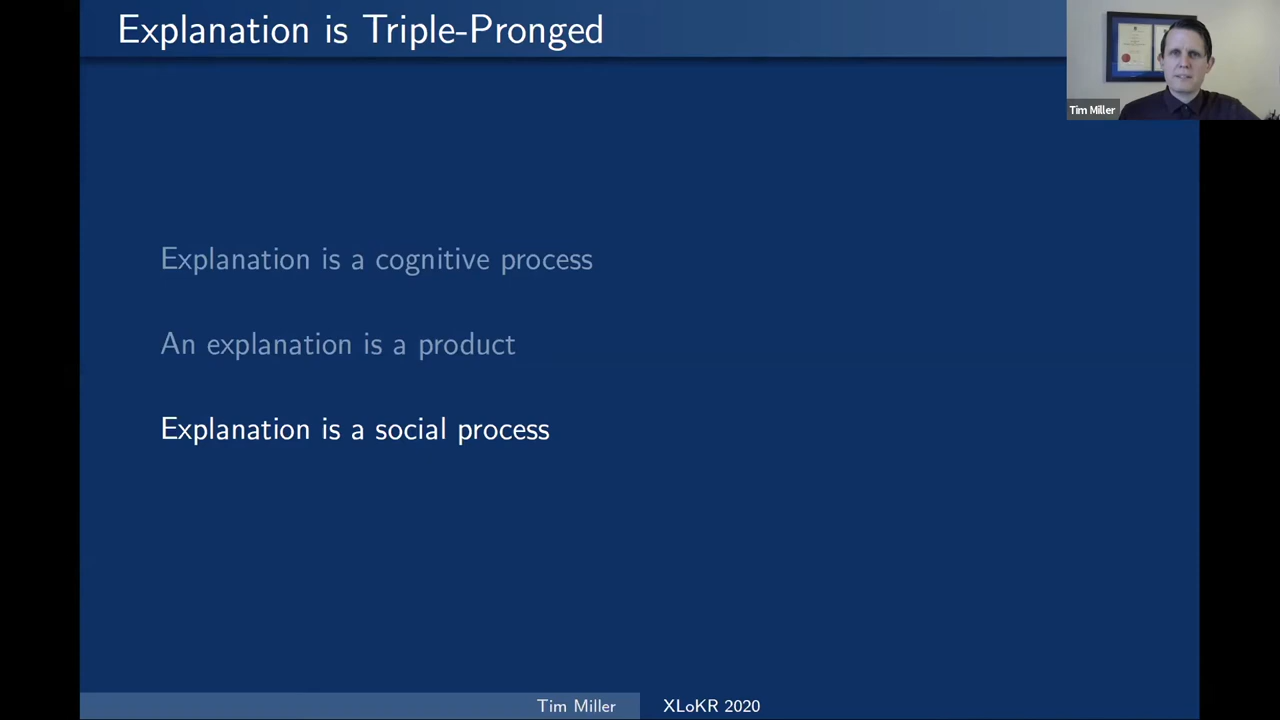 Explanation is Triple-Pronged
Tim Miller
Explanation is a cognitive process
An explanation is a product
Explanation is a social process
Tim Miller
XLoKR 2020